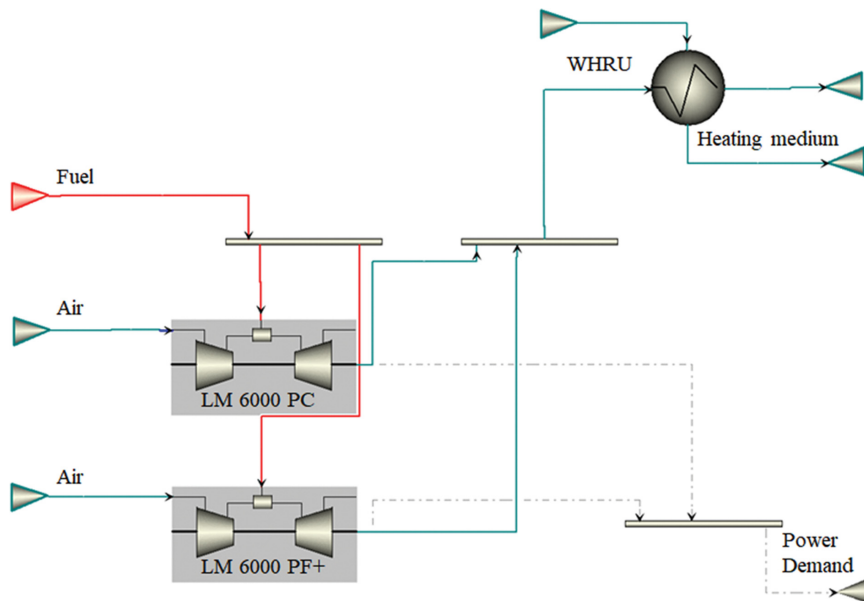 WHRU
Heating medium
Fuel
Air
LM 6000 PC
Air
LM 6000 PF+
Power
Demand